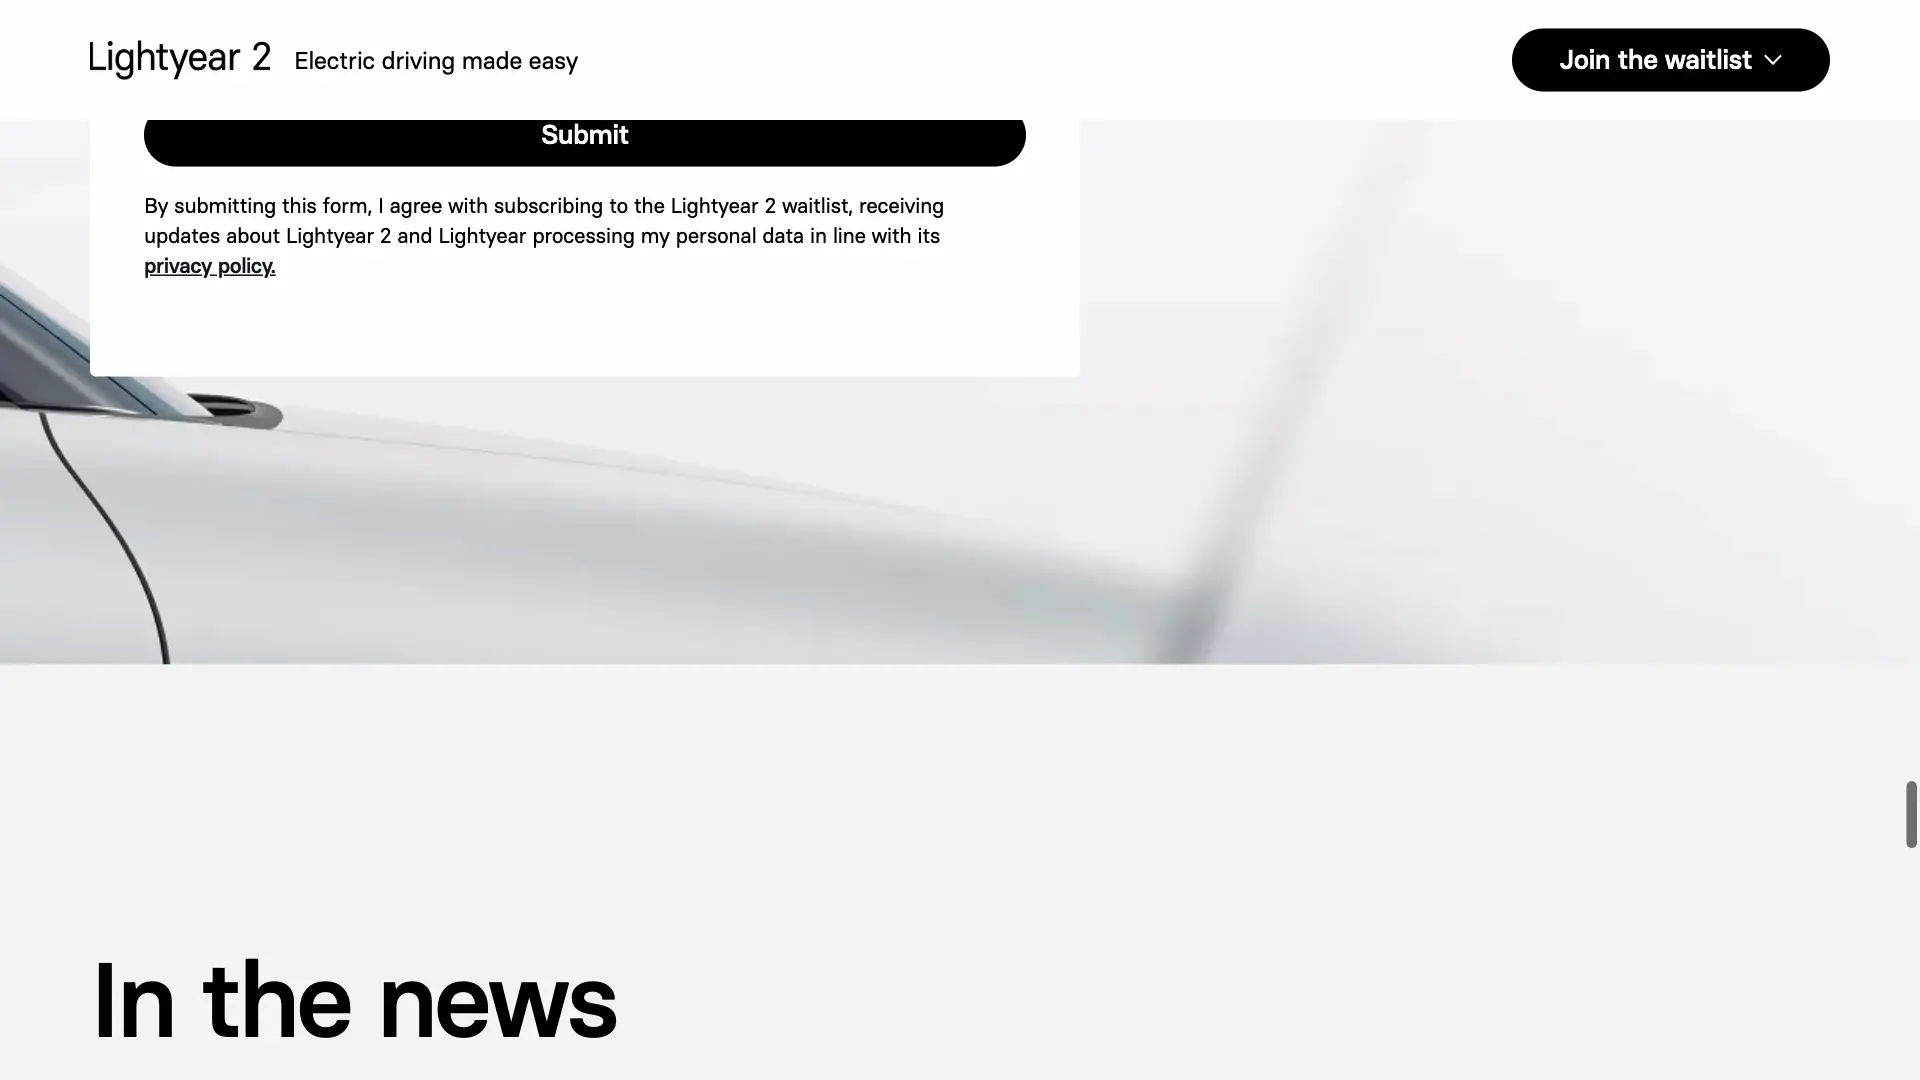 Lightyear 2 Electric driving made easy
Join the waitlist
Submit
By submitting this form, I agree with subscribing to the Lightyear 2 waitlist, receiving
updates about Lightyear 2 and Lightyear processing my personal data in line with its
privacy policy.
In the news